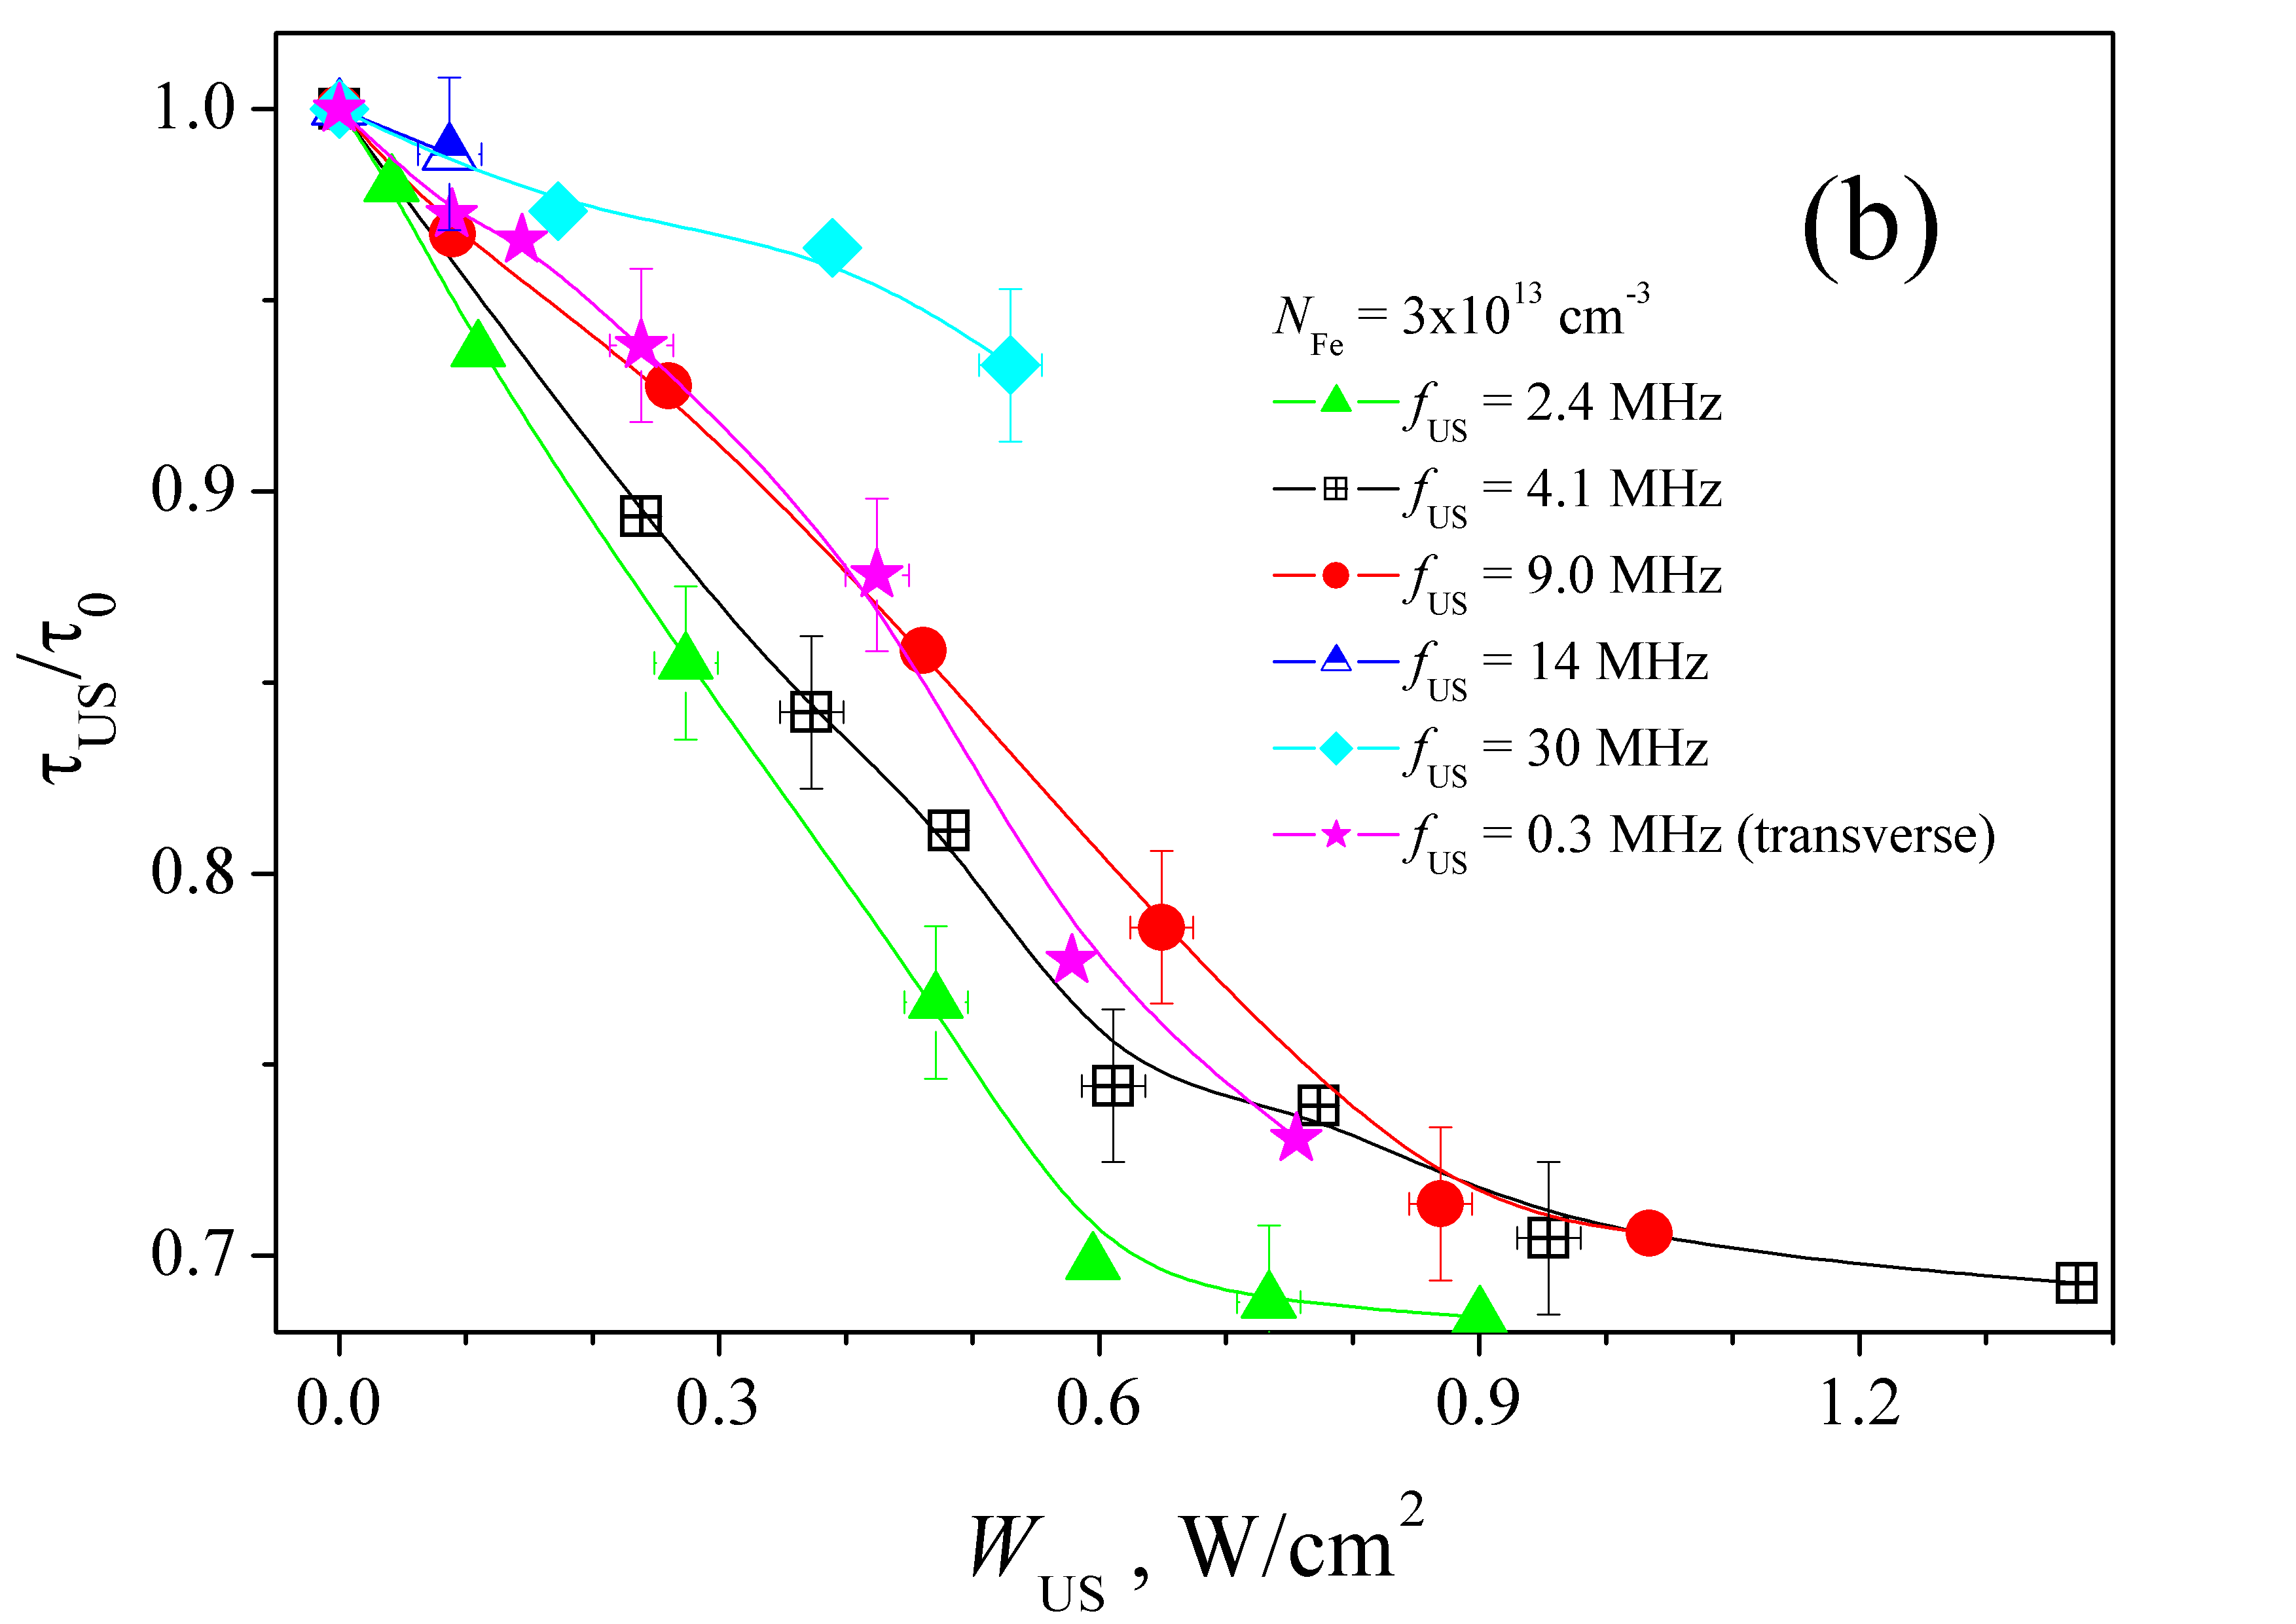 (b)
N_Fe = 3x10^13 cm^-3
f_US = 2.4 MHz
f_US = 4.1 MHz
f_US = 9.0 MHz
f_US = 14 MHz
f_US = 30 MHz
f_US = 0.3 MHz (transverse)
τ_US/τ_0
1.0
0.9
0.8
0.7
0.0 0.3 0.6 0.9 1.2
W_US , W/cm^2